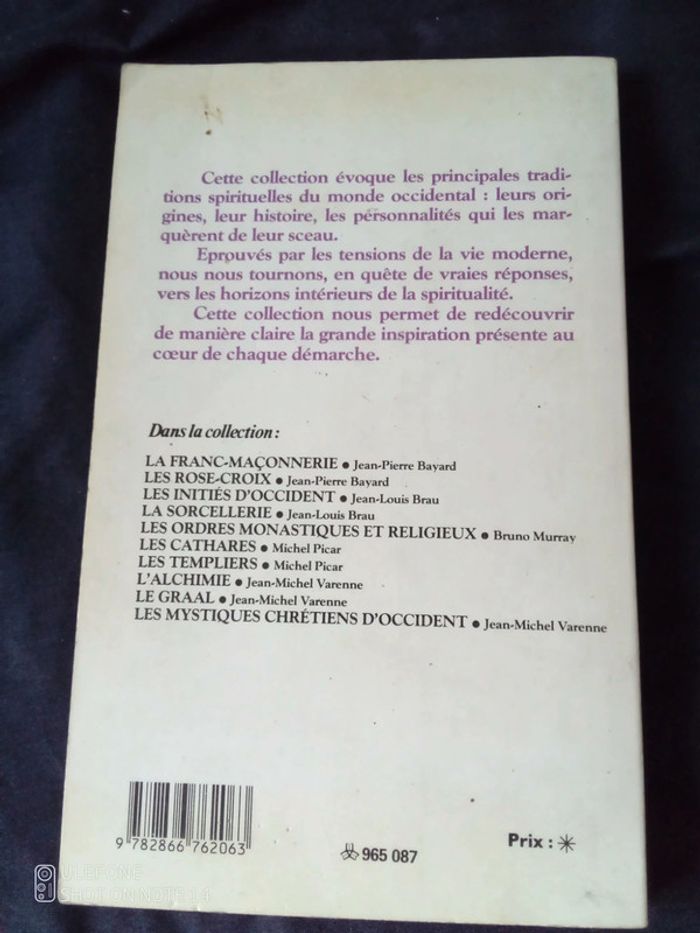 Cette collection évoque les principales tradi-
tions spirituelles du monde occidental : leurs ori-
gines, leur histoire, les personnalités qui les mar-
quèrent de leur sceau.
Eprouvés par les tensions de la vie moderne,
nous nous tournons, en quête de vraies réponses,
vers les horizons intérieurs de la spiritualité.
Cette collection nous permet de redécouvrir
de manière claire la grande inspiration présente au
cœur de chaque démarche.
Dans la collection :
LA FRANC-MAÇONNERIE • Jean-Pierre Bayard
LES ROSE-CROIX • Jean-Pierre Bayard
LES INITIÉS D'OCCIDENT • Jean-Louis Brau
LA SORCELLERIE • Jean-Louis Brau
LES ORDRES MONASTIQUES ET RELIGIEUX • Bruno Murray
LES CATHARES • Michel Picar
LES TEMPLIERS • Michel Picar
L'ALCHIMIE • Jean-Michel Varenne
LE GRAAL • Jean-Michel Varenne
LES MYSTIQUES CHRÉTIENS D'OCCIDENT • Jean-Michel Varenne
9 782866 762063
965 087
Prix : *
ULEFONE
SHOT ON NOTE 14